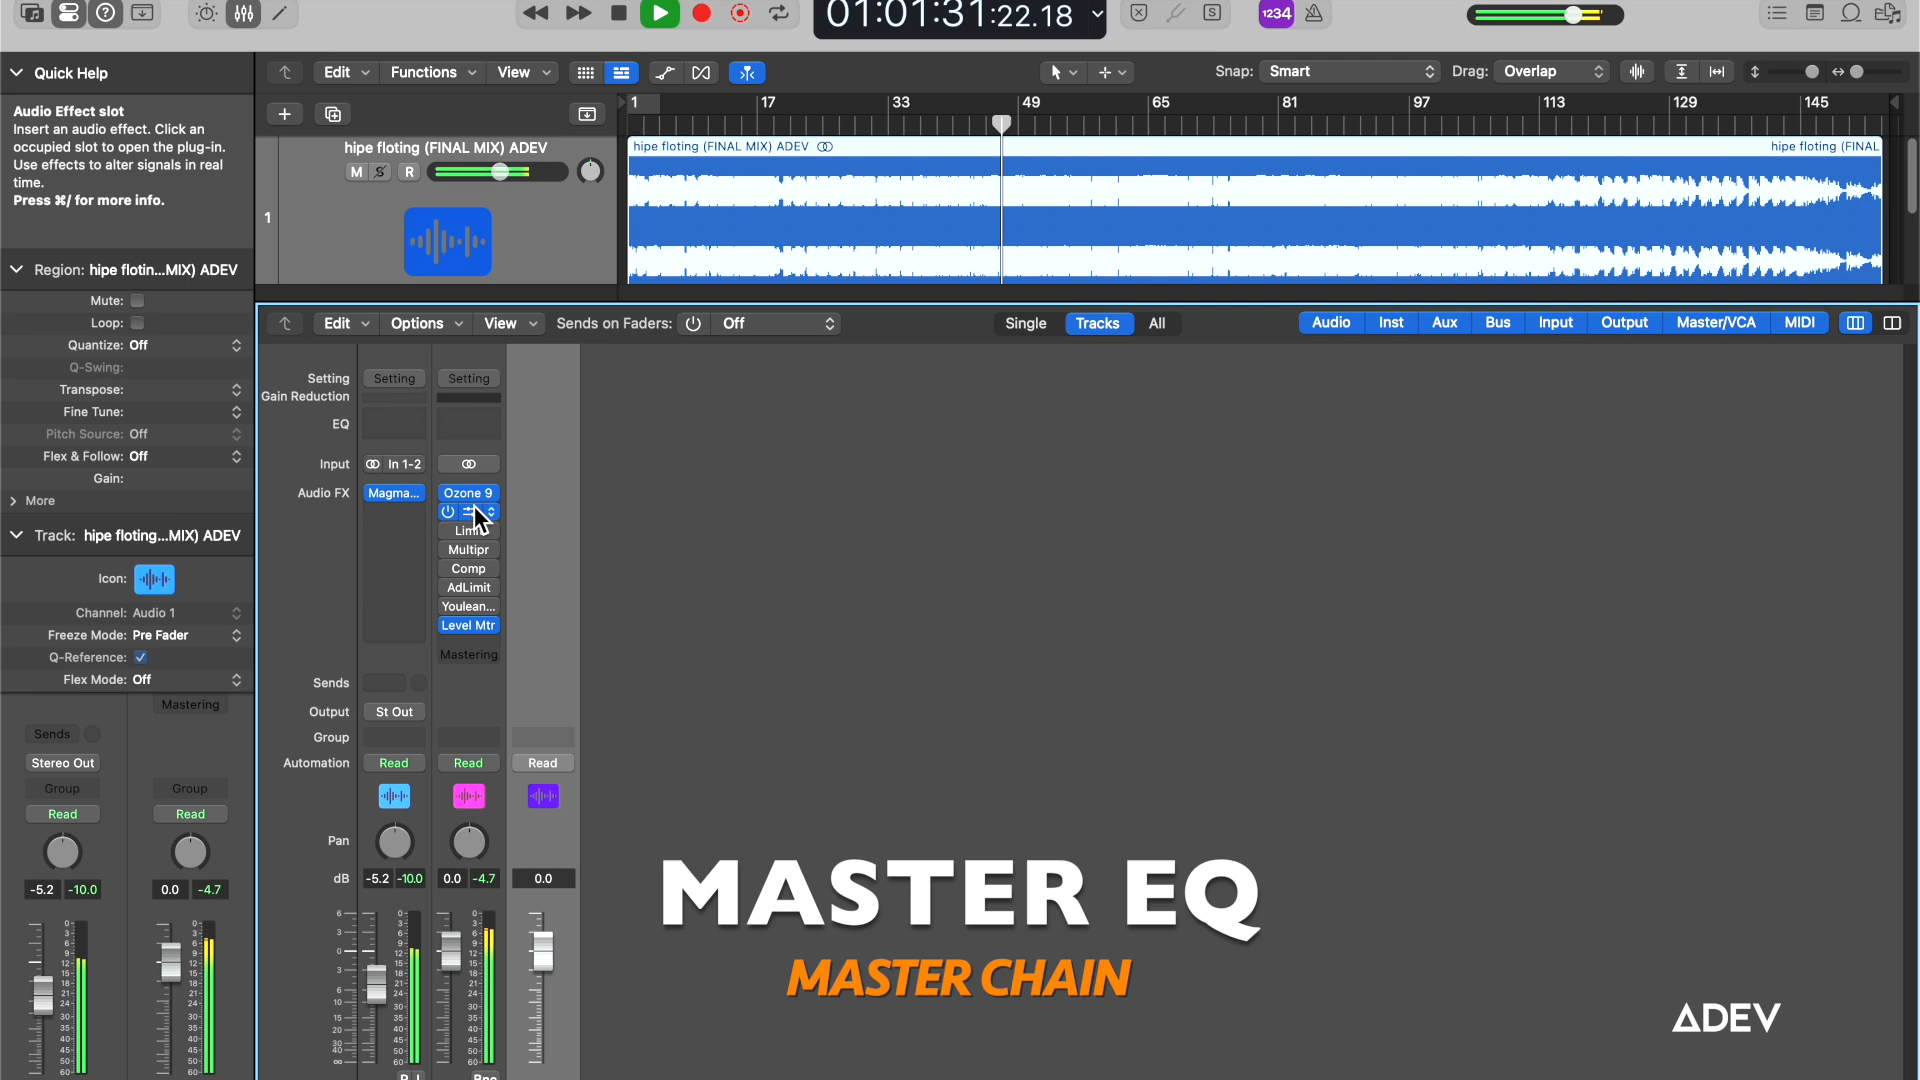 01:01:31:22.18
1234
Quick Help
Audio Effect slot
Insert an audio effect. Click an
occupied slot to open the plug-in.
Use effects to alter signals in real
time.
Press ⌘/ for more info.
Region: hipe flotin...MIX) ADEV
Mute:
Loop:
Quantize: Off
Q-Swing:
Transpose:
Fine Tune:
Pitch Source: Off
Flex & Follow: Off
Gain:
More
Track: hipe floting...MIX) ADEV
Icon:
Channel: Audio 1
Freeze Mode: Pre Fader
Q-Reference:
Flex Mode: Off
Mastering
Sends
Stereo Out
Group Group
Read Read
-5.2 -10.0 0.0 -4.7
Edit Functions View
Snap: Smart Drag: Overlap
1 17 33 49 65 81 97 113 129 145
hipe floting (FINAL MIX) ADEV
M S R
1
hipe floting (FINAL MIX) ADEV
hipe floting (FINAL
Edit Options View Sends on Faders: Off
Single Tracks All
Audio Inst Aux Bus Input Output Master/VCA MIDI
Setting Setting Setting
Gain Reduction
EQ
Input In 1-2
Audio FX Magma... Ozone 9
Multipr
Comp
AdLimit
Youlean...
Level Mtr
Mastering
Sends
Output St Out
Group
Automation Read Read Read
Pan
dB -5.2 -10.0 0.0 -4.7 0.0
MASTER EQ
MASTER CHAIN
ADEV